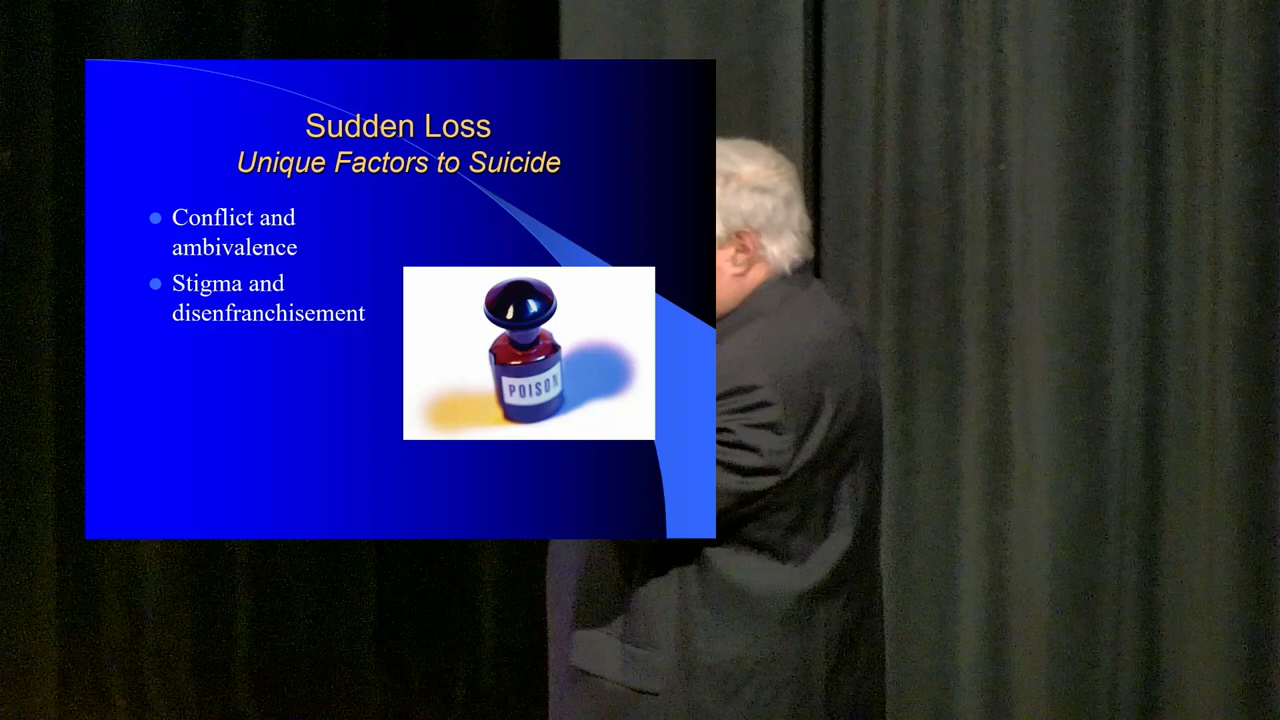 Sudden Loss
Unique Factors to Suicide
Conflict and
ambivalence
Stigma and
disenfranchisement
POISON